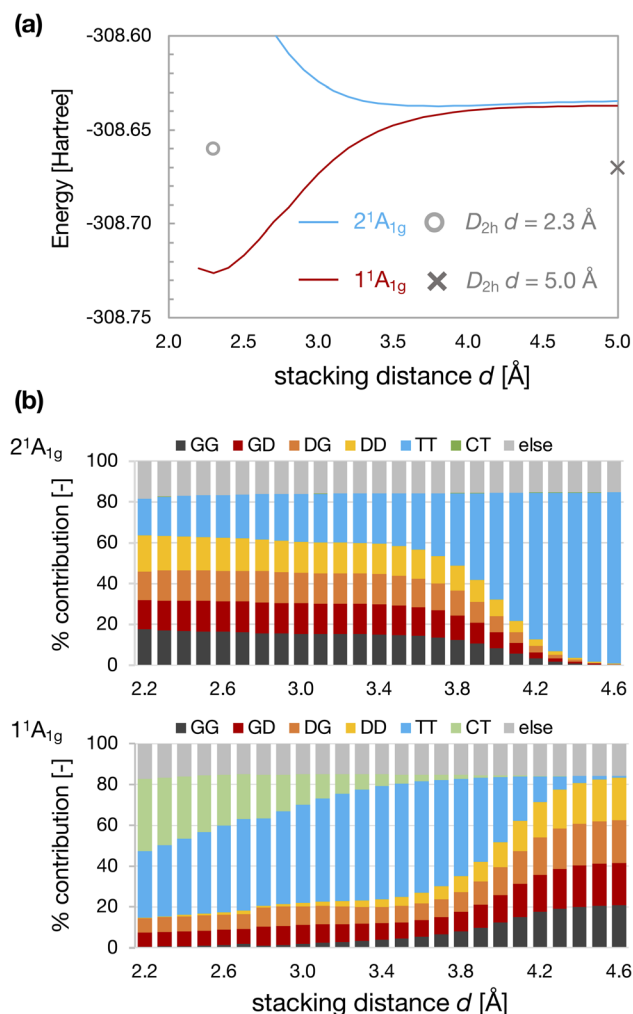 (a)
-308.60
-308.65
-308.70
-308.75
Energy [Hartree]
2¹A₁g D₂h d = 2.3 Å
1¹A₁g D₂h d = 5.0 Å
2.0 2.5 3.0 3.5 4.0 4.5 5.0
stacking distance d [Å]
(b)
2¹A₁g GG GD DG DD TT CT else
100
80
60
40
20
0
% contribution [-]
2.2 2.6 3.0 3.4 3.8 4.2 4.6
1¹A₁g GG GD DG DD TT CT else
100
80
60
40
20
0
% contribution [-]
2.2 2.6 3.0 3.4 3.8 4.2 4.6
stacking distance d [Å]